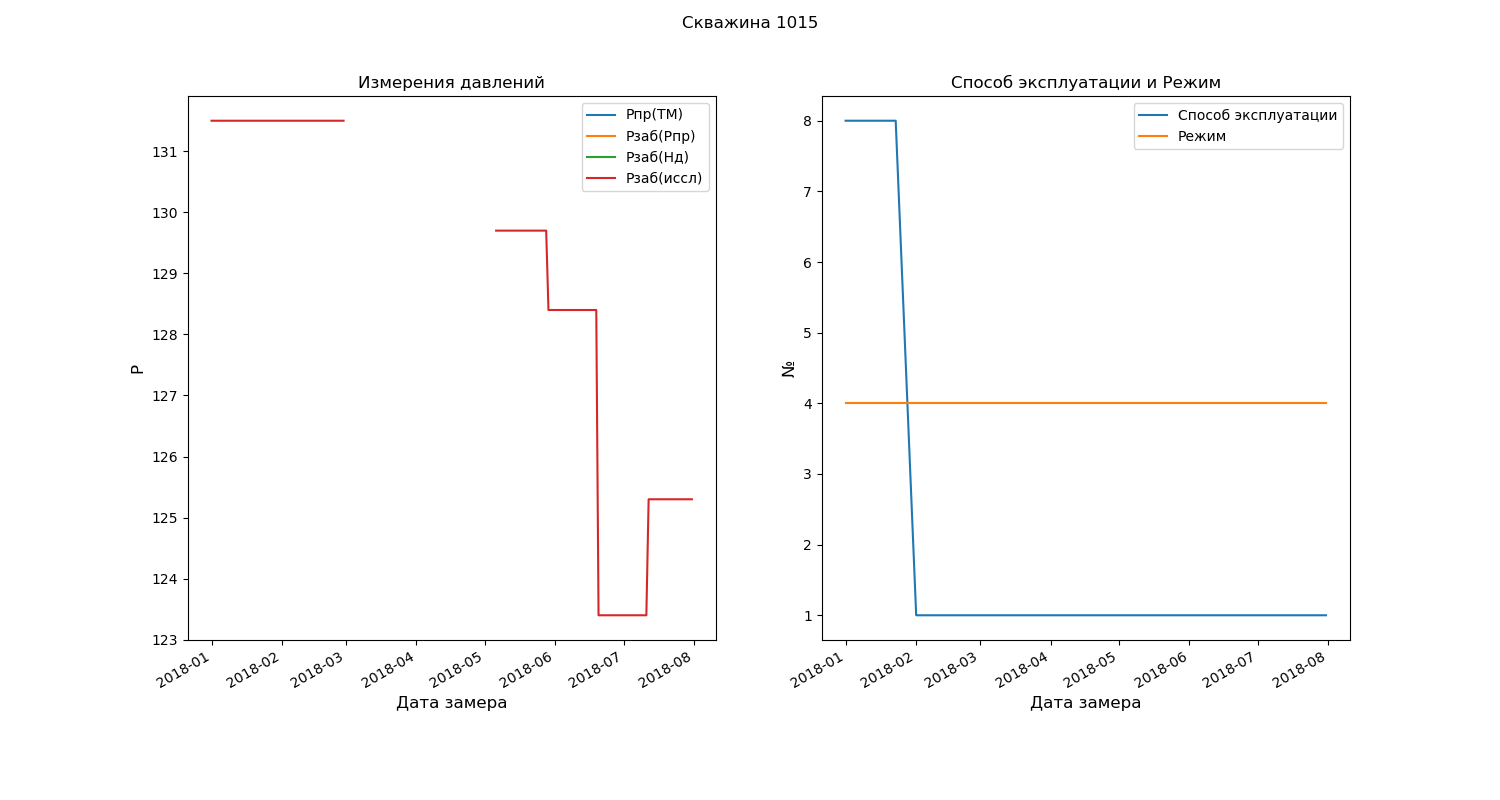 Скважина 1015
Измерения давлений
Рпр(ТМ)
Рзаб(Рпр)
Рзаб(Нд)
Рзаб(иссл)
131
130
129
128
127
126
125
124
123
P
2018-01
2018-02
2018-03
2018-04
2018-05
2018-06
2018-07
2018-08
Дата замера
Способ эксплуатации и Режим
Способ эксплуатации
Режим
8
7
6
5
4
3
2
1
№
2018-01
2018-02
2018-03
2018-04
2018-05
2018-06
2018-07
2018-08
Дата замера